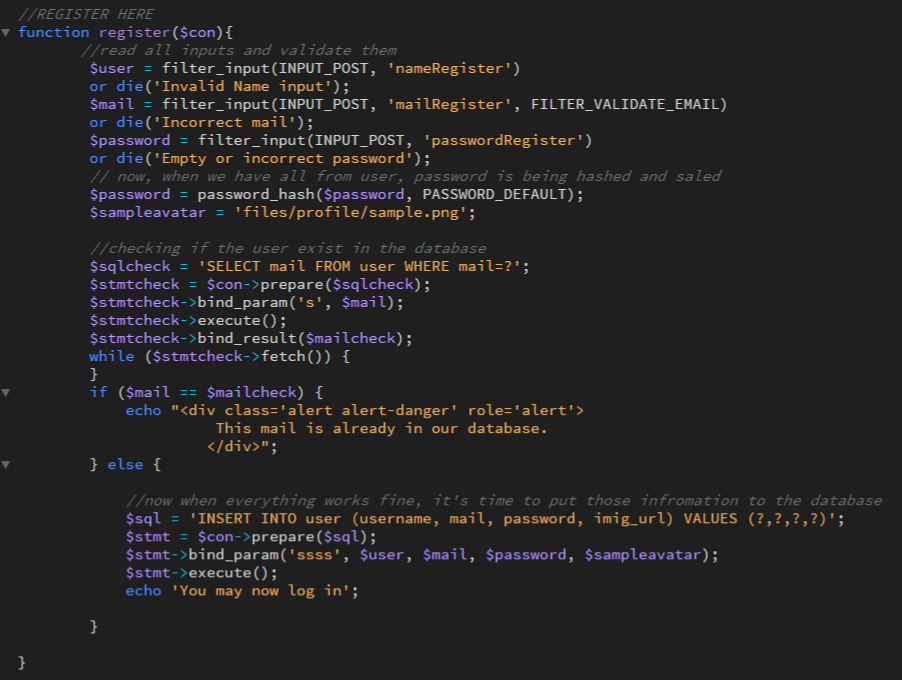 //REGISTER HERE
function register($con){
//read all inputs and validate them
$user = filter_input(INPUT_POST, 'nameRegister')
or die('Invalid Name input');
$mail = filter_input(INPUT_POST, 'mailRegister', FILTER_VALIDATE_EMAIL)
or die('Incorrect mail');
$password = filter_input(INPUT_POST, 'passwordRegister')
or die('Empty or incorrect password');
// now, when we have all from user, password is being hashed and saled
$password = password_hash($password, PASSWORD_DEFAULT);
$sampleavatar = 'files/profile/sample.png';
//checking if the user exist in the database
$sqlcheck = 'SELECT mail FROM user WHERE mail=?';
$stmtcheck = $con->prepare($sqlcheck);
$stmtcheck->bind_param('s', $mail);
$stmtcheck->execute();
$stmtcheck->bind_result($mailcheck);
while ($stmtcheck->fetch()) {
}
if ($mail == $mailcheck) {
echo "<div class='alert alert-danger' role='alert'>
This mail is already in our database.
</div>";
} else {
//now when everything works fine, it's time to put those infromation to the database
$sql = 'INSERT INTO user (username, mail, password, imig_url) VALUES (?,?,?,?)';
$stmt = $con->prepare($sql);
$stmt->bind_param('ssss', $user, $mail, $password, $sampleavatar);
$stmt->execute();
echo 'You may now log in';
}
}